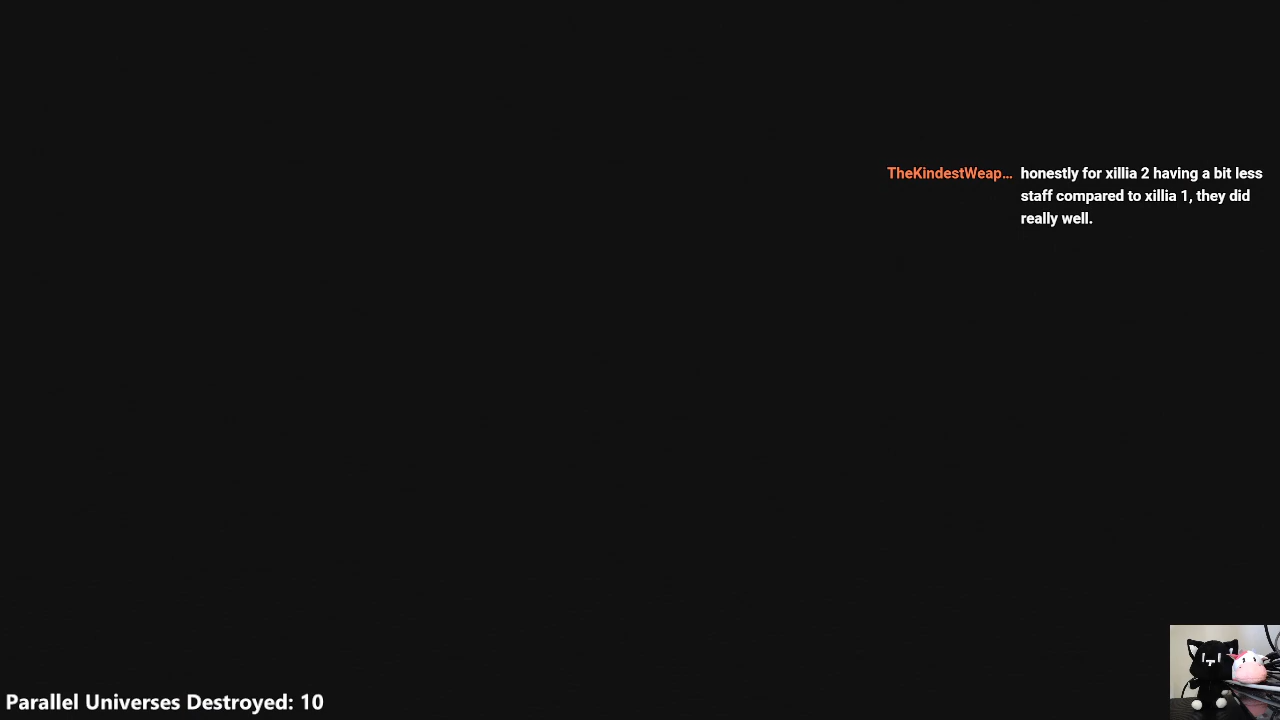 TheKindestWeap... honestly for xillia 2 having a bit less
staff compared to xillia 1, they did
really well.
Parallel Universes Destroyed: 10